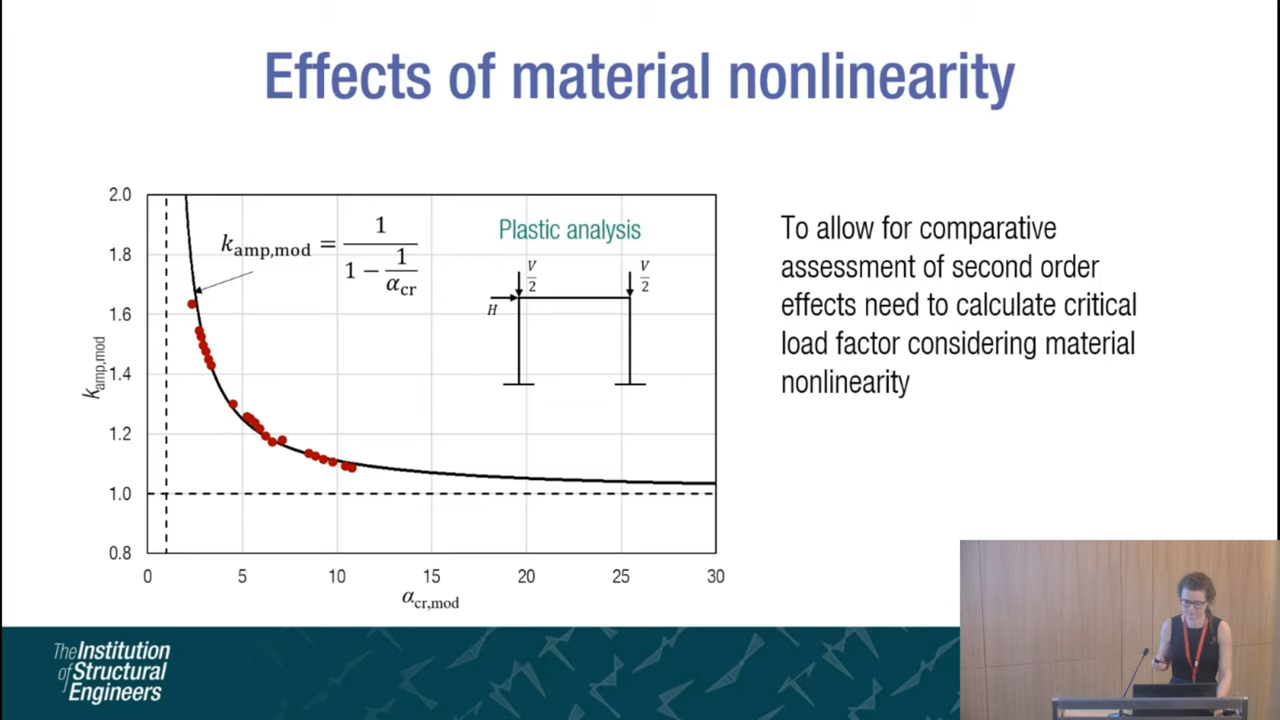 Effects of material nonlinearity
2.0
1.8
1.6
1.4
1.2
1.0
0.8
k_amp,mod
k_amp,mod = 1 / (1 − 1/α_cr)
Plastic analysis
V/2
V/2
H
0 5 10 15 20 25 30
α_cr,mod
To allow for comparative
assessment of second order
effects need to calculate critical
load factor considering material
nonlinearity
The Institution
of Structural
Engineers